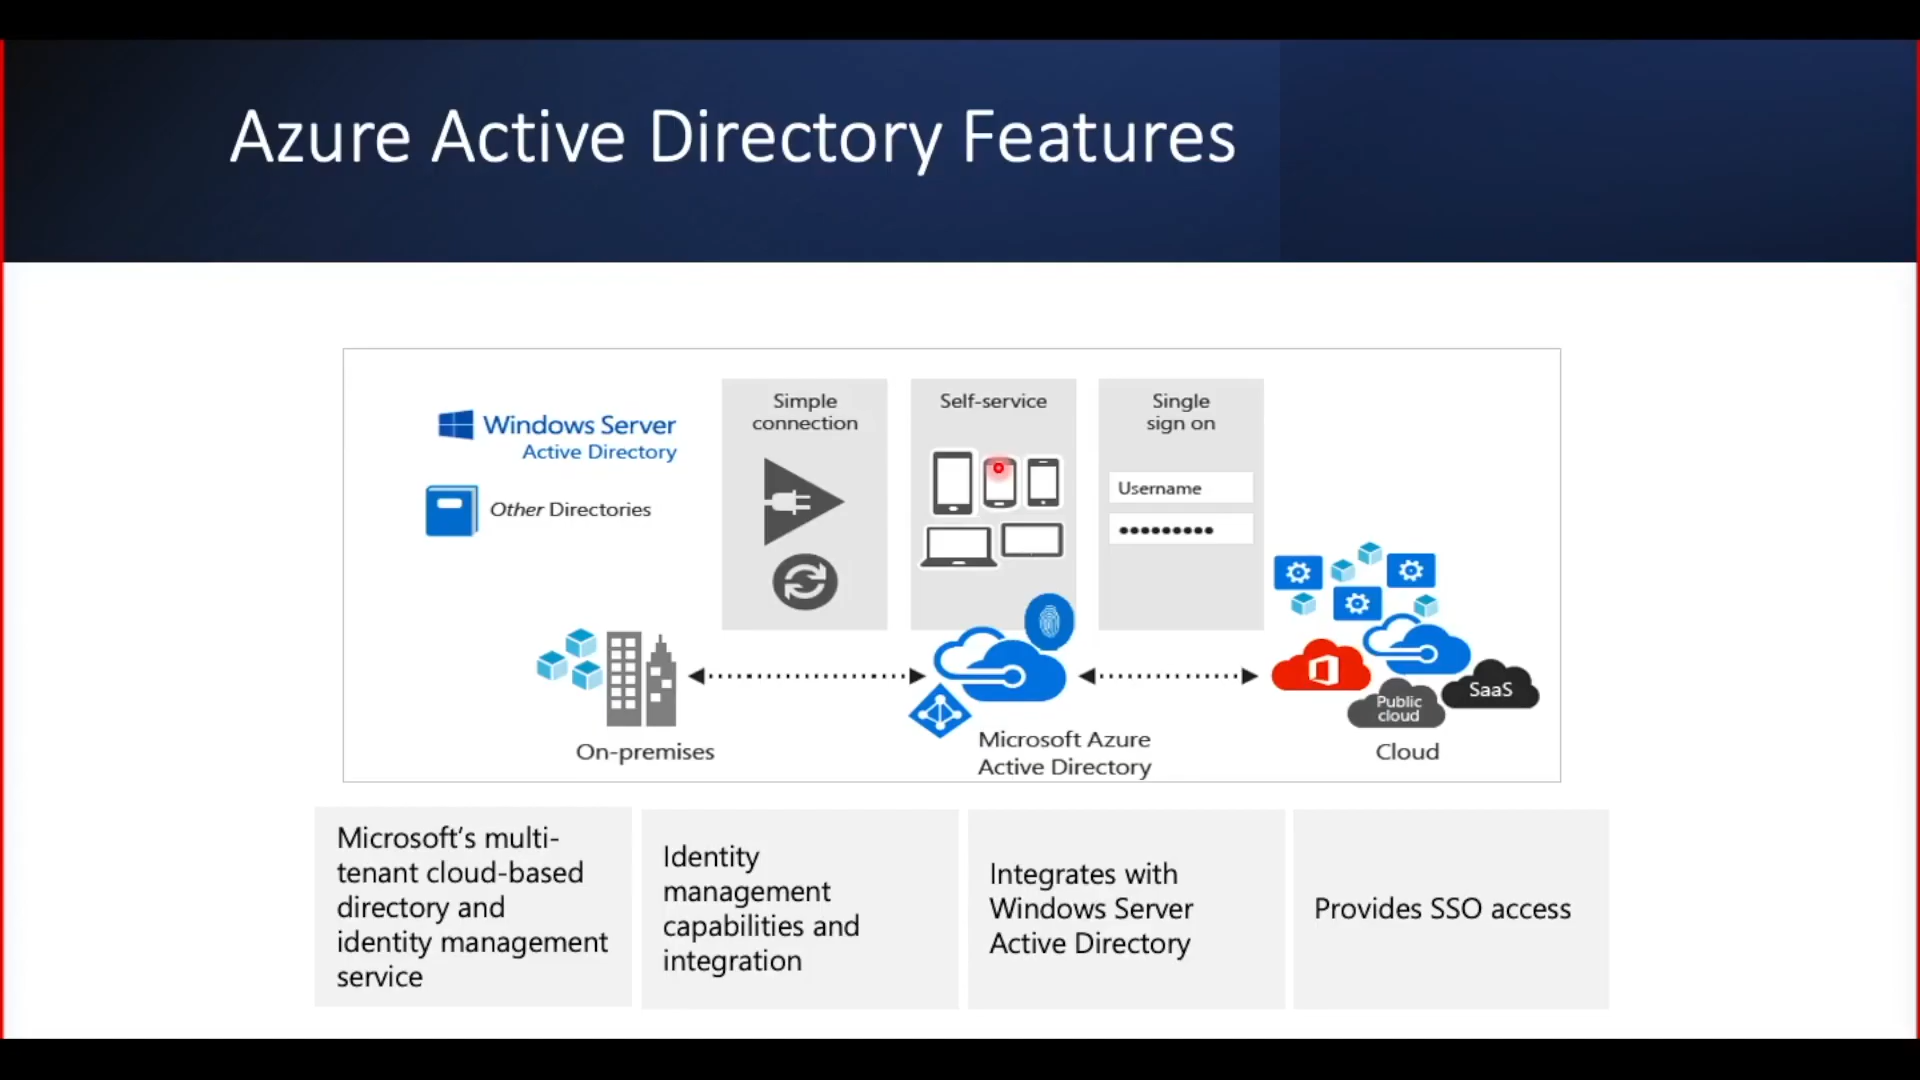 Azure Active Directory Features
Windows Server
Active Directory
Other Directories
Simple
connection
Self-service
Single
sign on
Username
On-premises
Microsoft Azure
Active Directory
Public
cloud
SaaS
Cloud
Microsoft’s multi-
tenant cloud-based
directory and
identity management
service
Identity
management
capabilities and
integration
Integrates with
Windows Server
Active Directory
Provides SSO access